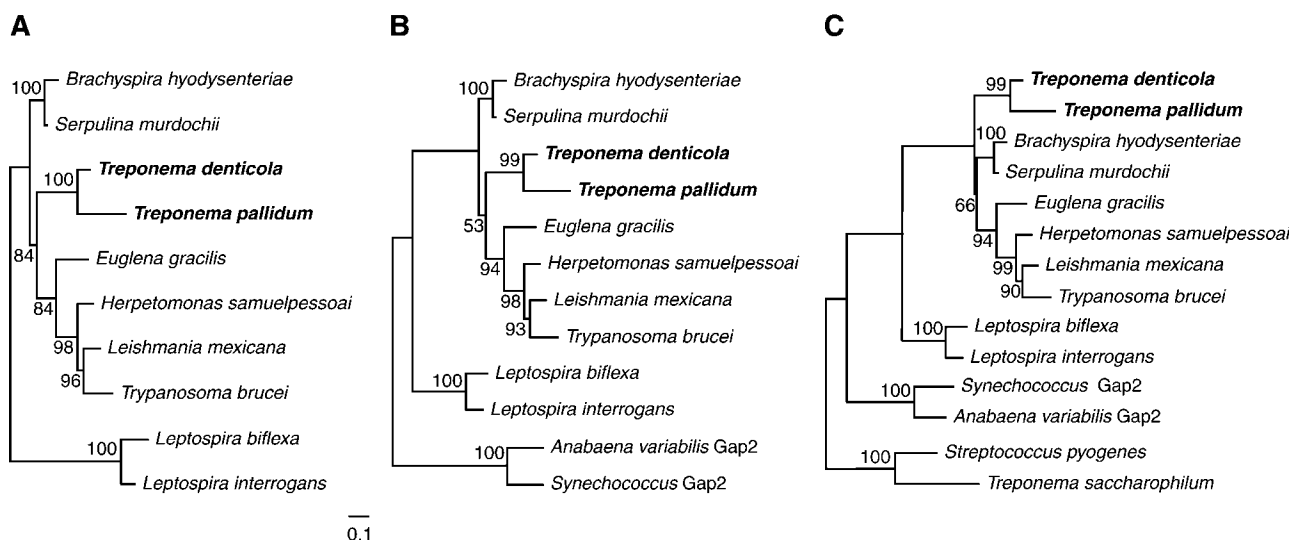 A
100
Brachyspira hyodysenteriae
Serpulina murdochii
100
Treponema denticola
Treponema pallidum
84
Euglena gracilis
84
Herpetomonas samuelpessoai
98
Leishmania mexicana
96
Trypanosoma brucei
100
Leptospira biflexa
Leptospira interrogans
B
100
Brachyspira hyodysenteriae
Serpulina murdochii
99
Treponema denticola
Treponema pallidum
53
Euglena gracilis
94
Herpetomonas samuelpessoai
98
Leishmania mexicana
93
Trypanosoma brucei
100
Leptospira biflexa
Leptospira interrogans
100
Anabaena variabilis Gap2
Synechococcus Gap2
0.1
C
99
Treponema denticola
Treponema pallidum
100
Brachyspira hyodysenteriae
Serpulina murdochii
66
Euglena gracilis
94
Herpetomonas samuelpessoai
99
Leishmania mexicana
90
Trypanosoma brucei
100
Leptospira biflexa
Leptospira interrogans
100
Synechococcus Gap2
Anabaena variabilis Gap2
100
Streptococcus pyogenes
Treponema saccharophilum